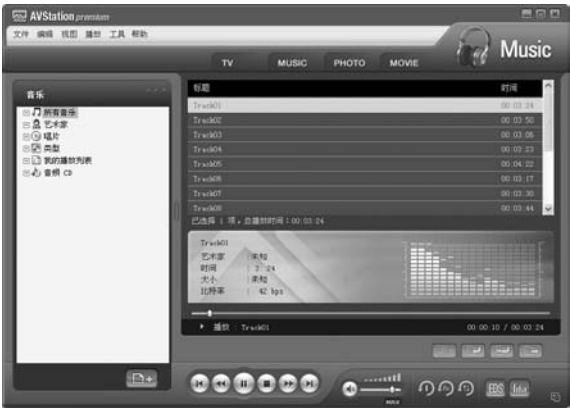 AVStation premium
文件 编辑 视图 播放 工具 帮助
Music
TV MUSIC PHOTO MOVIE
音乐
所有音乐
艺术家
唱片
类型
我的播放列表
音频 CD
标题 时间
Track01 00:03:24
Track02 00:03:50
Track03 00:03:06
Track04 00:03:23
Track05 00:04:22
Track06 00:03:17
Track07 00:03:30
Track08 00:03:44
已选择 1 项，总播放时间：00:03:24
Track01
艺术家 : 未知
时间 : 3 : 24
大小 : 未知
比特率 : 42 bps
播放 : Track01 00:00:10 / 00:03:24
EDS